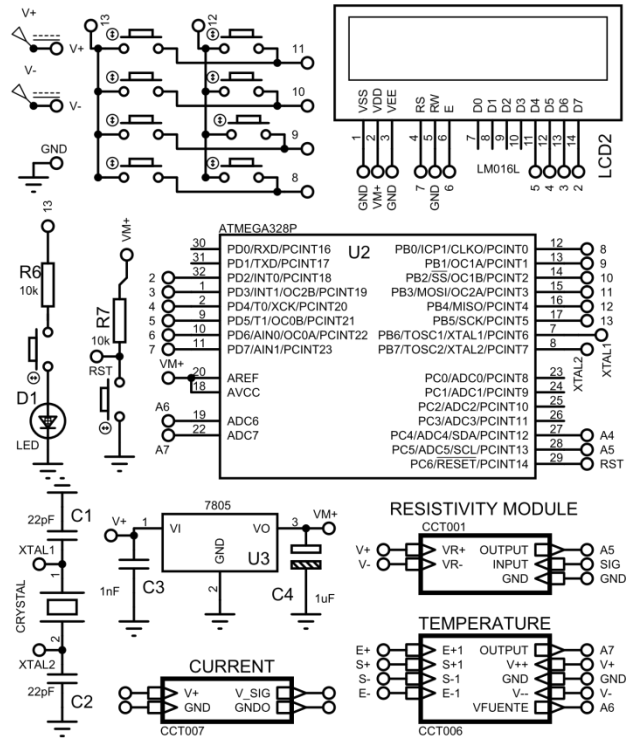 V+
V+
V-
V-
GND
13
12
11
10
9
8
VSS
VDD
VEE
RS
RW
E
D0
D1
D2
D3
D4
D5
D6
D7
1
2
3
4
5
6
7
8
9
10
11
12
13
14
GND
VM+
GND
7
GND
6
5
4
3
2
LM016L
LCD2
13
R6
10k
D1
LED
VM+
R7
10k
RST
ATMEGA328P
U2
30 PD0/RXD/PCINT16
31 PD1/TXD/PCINT17
2 32 PD2/INT0/PCINT18
3 1 PD3/INT1/OC2B/PCINT19
4 2 PD4/T0/XCK/PCINT20
5 9 PD5/T1/OC0B/PCINT21
6 10 PD6/AIN0/OC0A/PCINT22
7 11 PD7/AIN1/PCINT23
VM+
20 AREF
18 AVCC
A6 19 ADC6
A7 22 ADC7
PB0/ICP1/CLKO/PCINT0 12 8
PB1/OC1A/PCINT1 13 9
PB2/SS/OC1B/PCINT2 14 10
PB3/MOSI/OC2A/PCINT3 15 11
PB4/MISO/PCINT4 16 12
PB5/SCK/PCINT5 17 13
PB6/TOSC1/XTAL1/PCINT6 7 XTAL1
PB7/TOSC2/XTAL2/PCINT7 8 XTAL2
PC0/ADC0/PCINT8 23
PC1/ADC1/PCINT9 24
PC2/ADC2/PCINT10 25
PC3/ADC3/PCINT11 26
PC4/ADC4/SDA/PCINT12 27 A4
PC5/ADC5/SCL/PCINT13 28 A5
PC6/RESET/PCINT14 29 RST
22pF C1
XTAL1
1
CRYSTAL
2
XTAL2
22pF
C2
7805
V+ 1 VI
VO 3 VM+
GND
U3
2
C3
1nF
C4
1uF
RESISTIVITY MODULE
CCT001
V+ VR+ OUTPUT A5
V- VR- INPUT SIG
GND GND
TEMPERATURE
E+ E+1 OUTPUT A7
S+ S+1 V++ V+
S- S-1 GND GND
E- E-1 V-- V-
VFUENTE A6
CCT006
CURRENT
V+ V_SIG
GND GNDO
CCT007